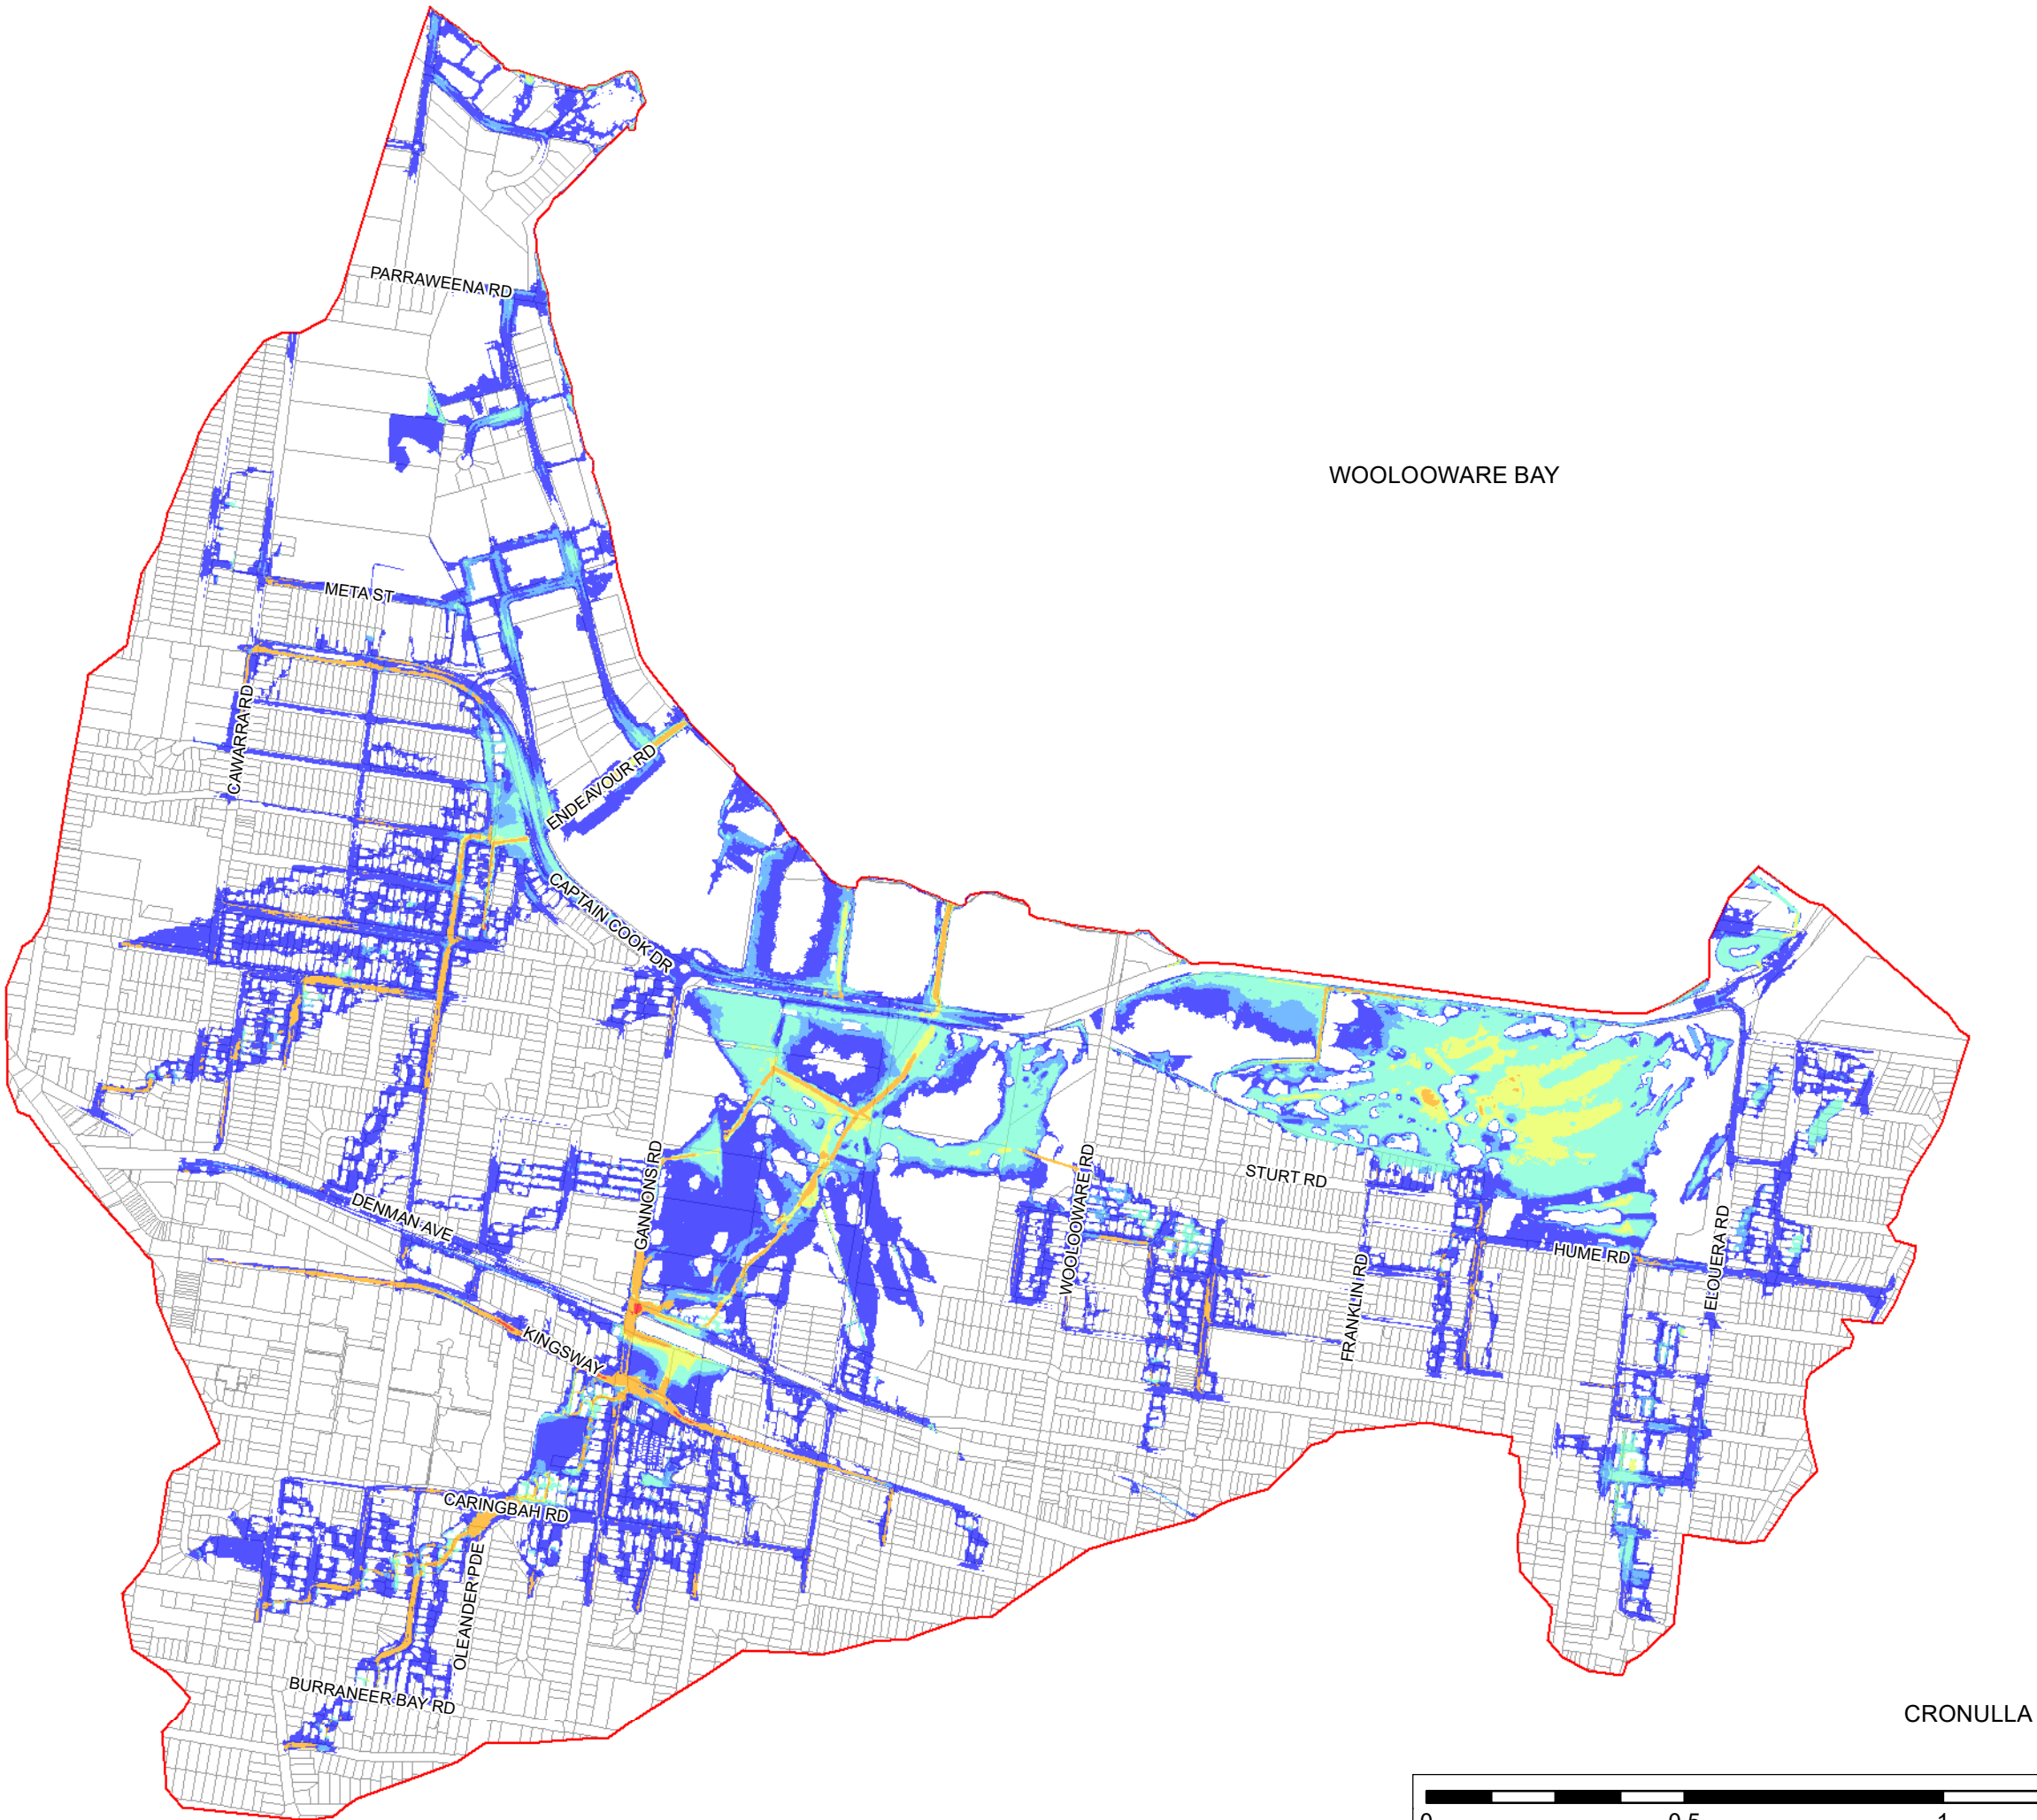 PARRAWEENA RD
WOOLOOWARE BAY
META ST
CAWARRA RD
ENDEAVOUR RD
CAPTAIN COOK DR
GANNONS RD
WOOLOOWARE RD
STURT RD
DENMAN AVE
ELOUERA RD
HUME RD
FRANKLIN RD
KINGSWAY
CARINGBAH RD
OLEANDER PDE
BURRANEER BAY RD
CRONULLA
0 0.5 1